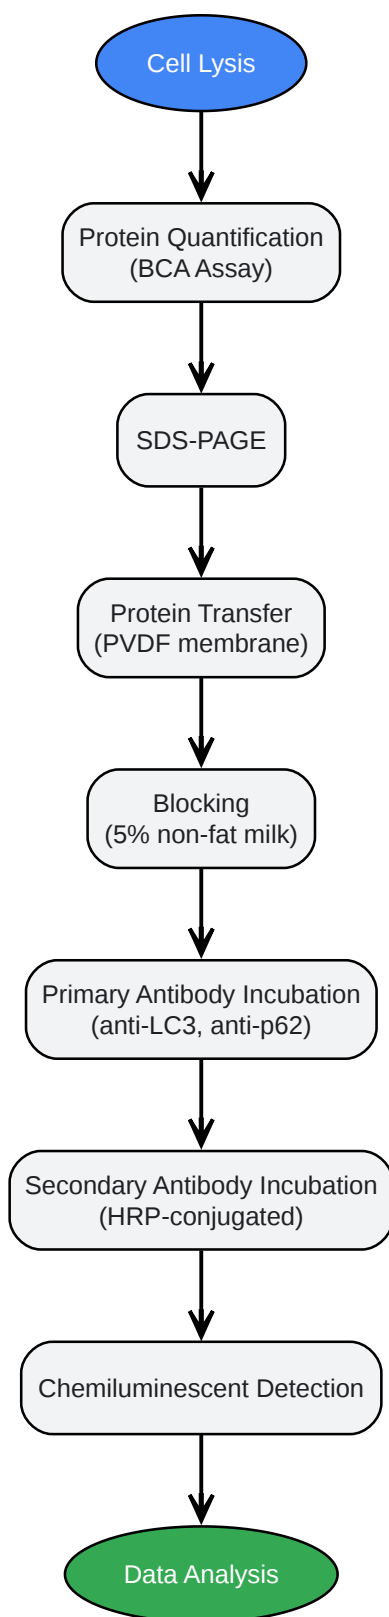 Cell Lysis
Protein Quantification
(BCA Assay)
SDS-PAGE
Protein Transfer
(PVDF membrane)
Blocking
(5% non-fat milk)
Primary Antibody Incubation
(anti-LC3, anti-p62)
Secondary Antibody Incubation
(HRP-conjugated)
Chemiluminescent Detection
Data Analysis